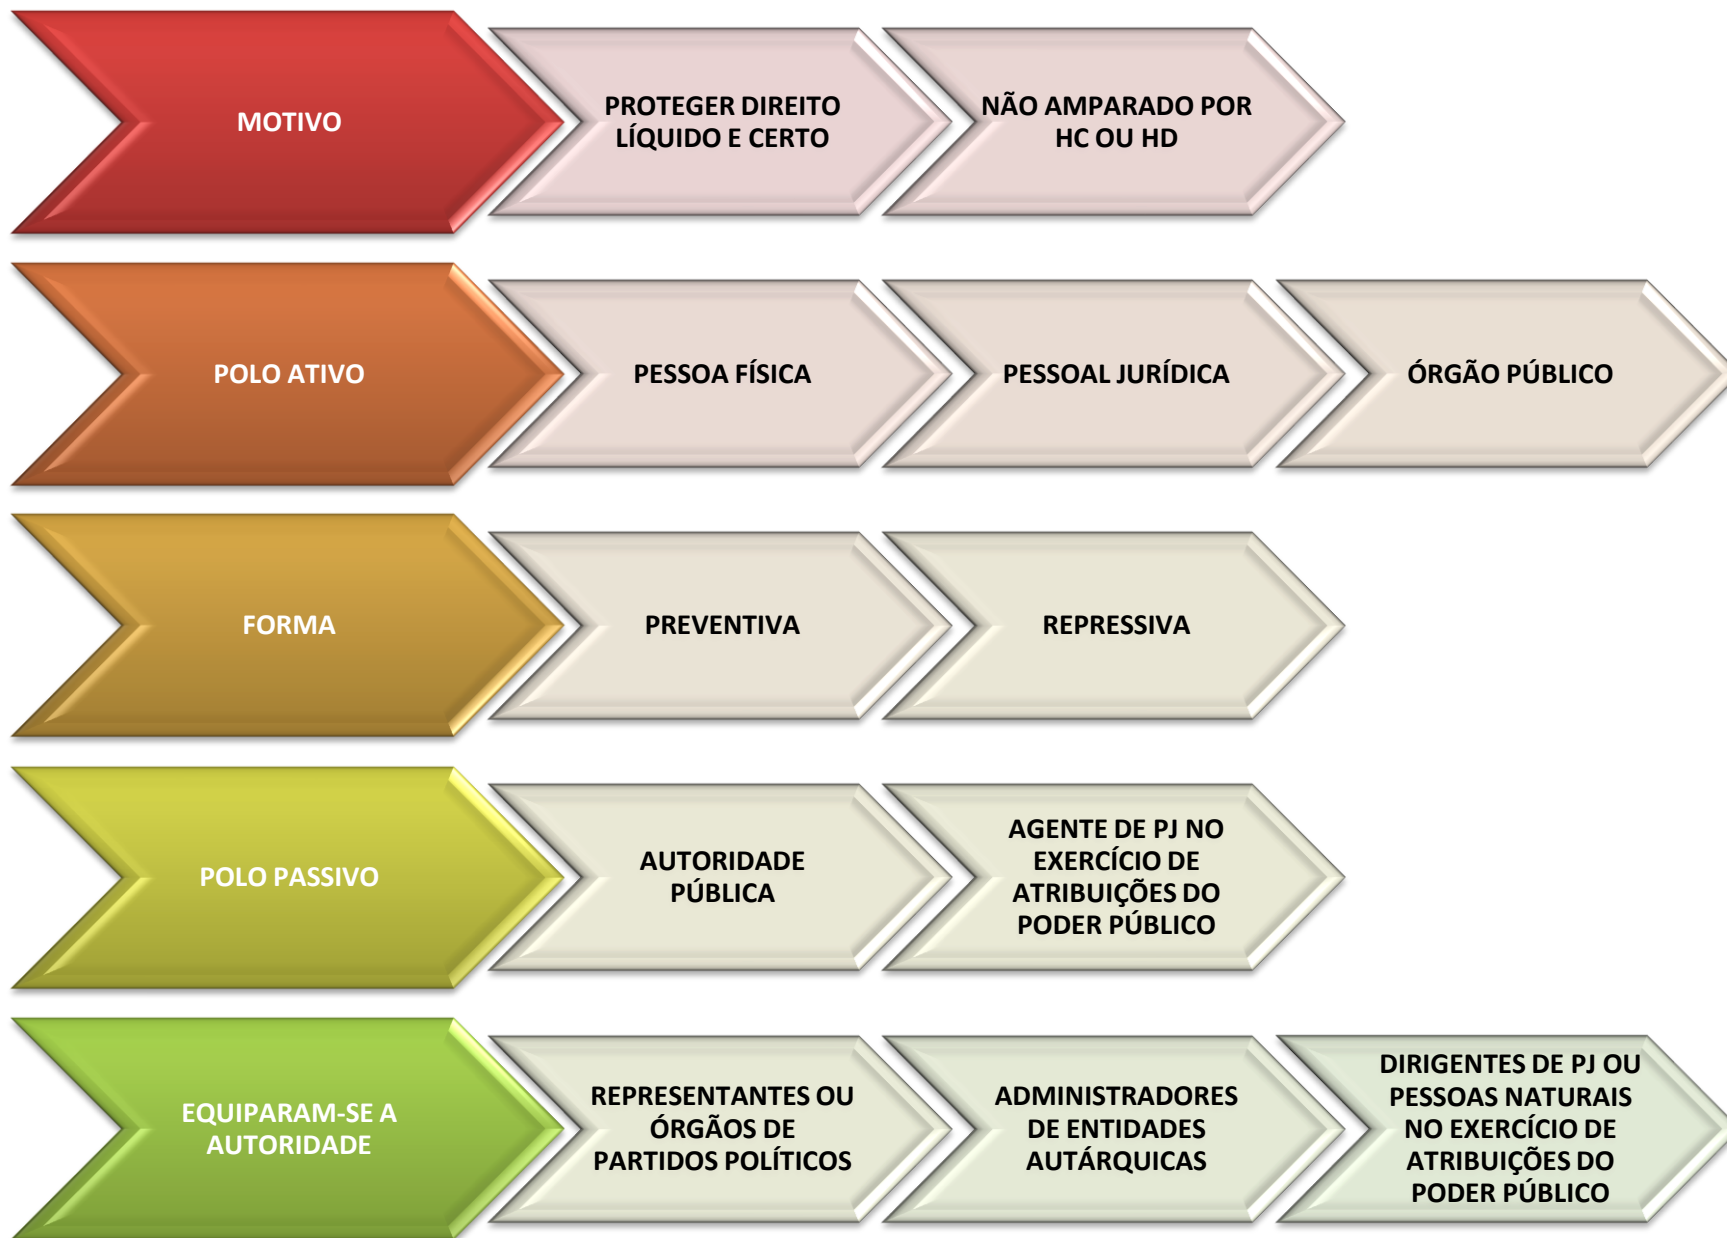 MOTIVO
PROTEGER DIREITO
LÍQUIDO E CERTO
NÃO AMPARADO POR
HC OU HD
POLO ATIVO
PESSOA FÍSICA
PESSOAL JURÍDICA
ÓRGÃO PÚBLICO
FORMA
PREVENTIVA
REPRESSIVA
POLO PASSIVO
AUTORIDADE
PÚBLICA
AGENTE DE PJ NO
EXERCÍCIO DE
ATRIBUIÇÕES DO
PODER PÚBLICO
EQUIPARAM-SE A
AUTORIDADE
REPRESENTANTES OU
ÓRGÃOS DE
PARTIDOS POLÍTICOS
ADMINISTRADORES
DE ENTIDADES
AUTÁRQUICAS
DIRIGENTES DE PJ OU
PESSOAS NATURAIS
NO EXERCÍCIO DE
ATRIBUIÇÕES DO
PODER PÚBLICO